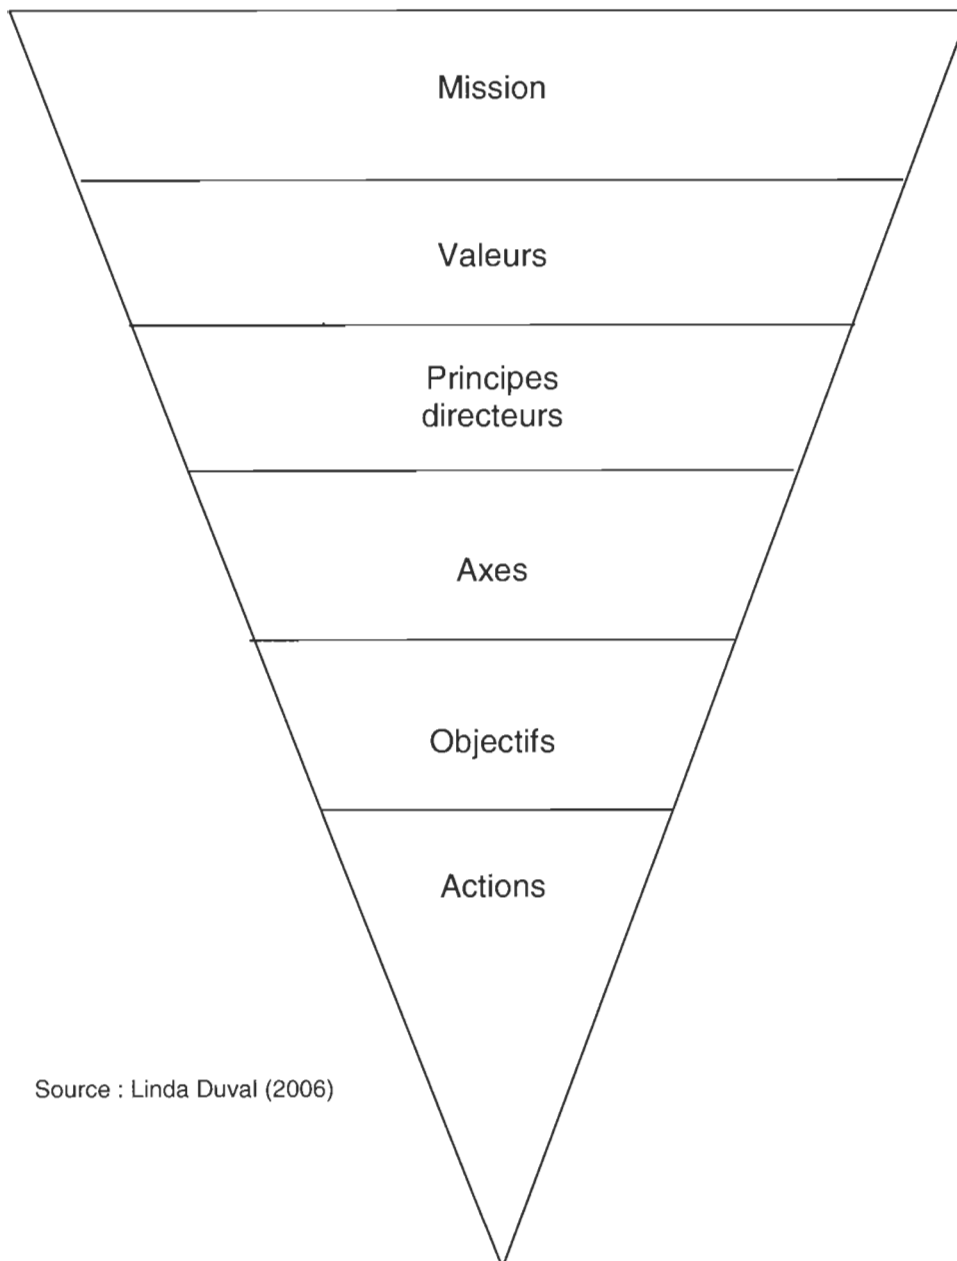 Mission
Valeurs
Principes
directeurs
Axes
Objectifs
Actions
Source : Linda Duval (2006)